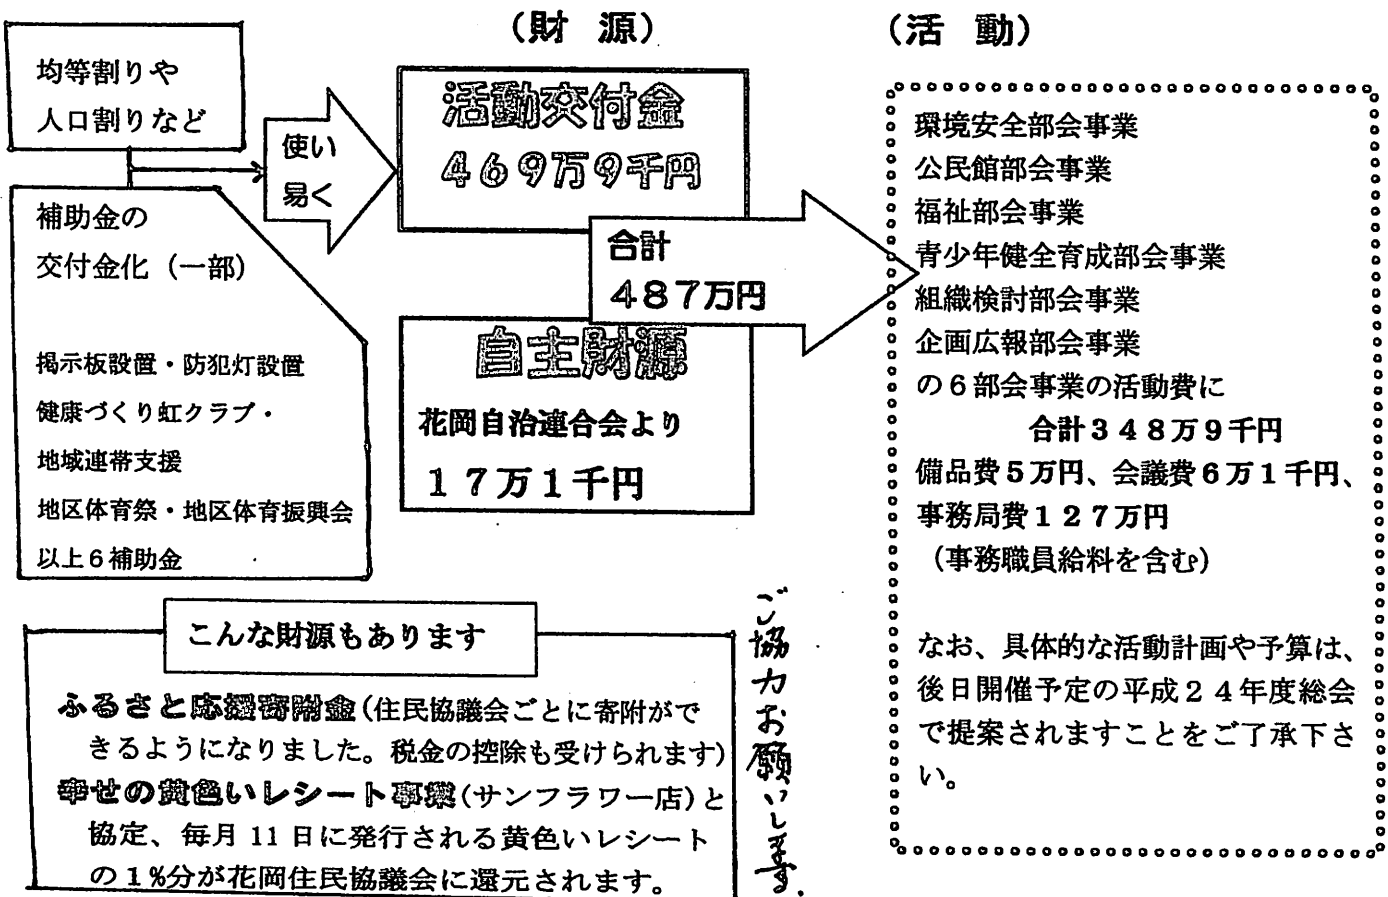 （財　源）
（活　動）
均等割りや
人口割りなど
使い
易く
補助金の
交付金化（一部）
掲示板設置・防犯灯設置
健康づくり虹クラブ・
地域連帯支援
地区体育祭・地区体育振興会
以上６補助金
活動交付金
４６９万９千円
合計
４８７万円
自主財源
花岡自治連合会より
１７万１千円
環境安全部会事業
公民館部会事業
福祉部会事業
青少年健全育成部会事業
組織検討部会事業
企画広報部会事業
の６部会事業の活動費に
合計３４８万９千円
備品費５万円、会議費６万１千円、
事務局費１２７万円
（事務職員給料を含む）
なお、具体的な活動計画や予算は、
後日開催予定の平成２４年度総会
で提案されますことをご了承下さ
い。
こんな財源もあります
ふるさと応援寄附金（住民協議会ごとに寄附がで
きるようになりました。税金の控除も受けられます）
幸せの黄色いレシート事業（サンフラワー店）と
協定、毎月11日に発行される黄色いレシート
の１％分が花岡住民協議会に還元されます。
ご協力お願いします。